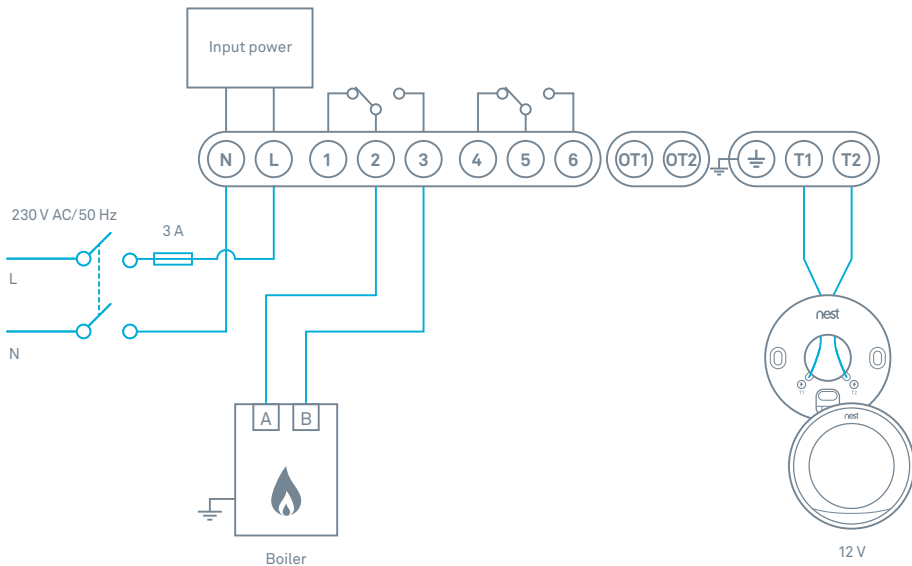 Input power
N L 1 2 3 4 5 6 OT1 OT2 T1 T2
230 V AC/50 Hz
3 A
L
N
nest
T1 T2
nest
A B
Boiler
12 V